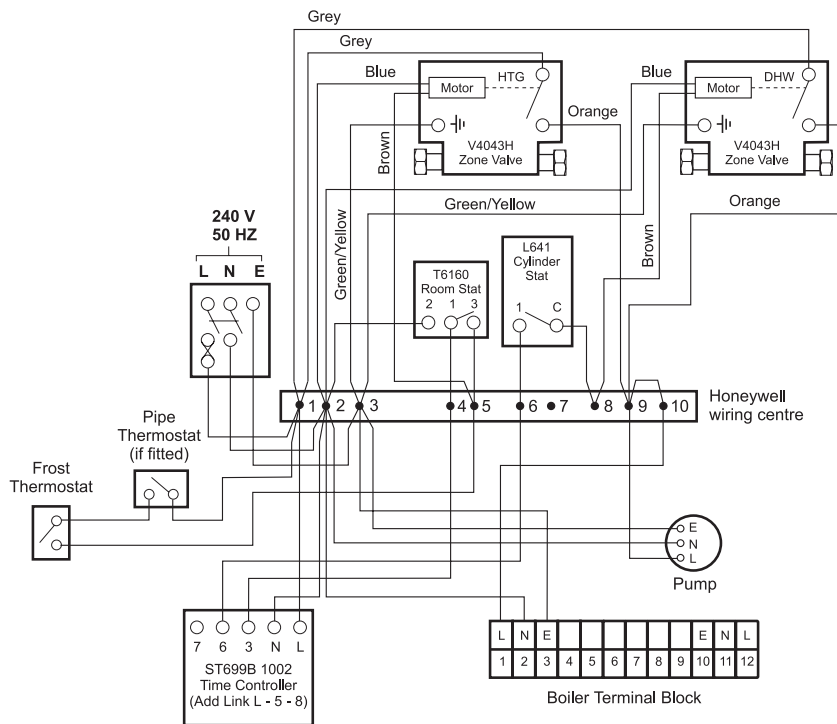 Grey
Grey
Blue
Motor
HTG
Orange
V4043H
Zone Valve
Brown
Blue
Motor
DHW
V4043H
Zone Valve
Green/Yellow
Orange
Brown
Green/Yellow
240 V
50 HZ
L N E
T6160
Room Stat
2 1 3
L641
Cylinder
Stat
1 C
1 2 3 4 5 6 7 8 9 10
Honeywell
wiring centre
Pipe
Thermostat
(if fitted)
Frost
Thermostat
E
N
L
Pump
7 6 3 N L
ST699B 1002
Time Controller
(Add Link L - 5 - 8)
L N E E N L
1 2 3 4 5 6 7 8 9 10 11 12
Boiler Terminal Block